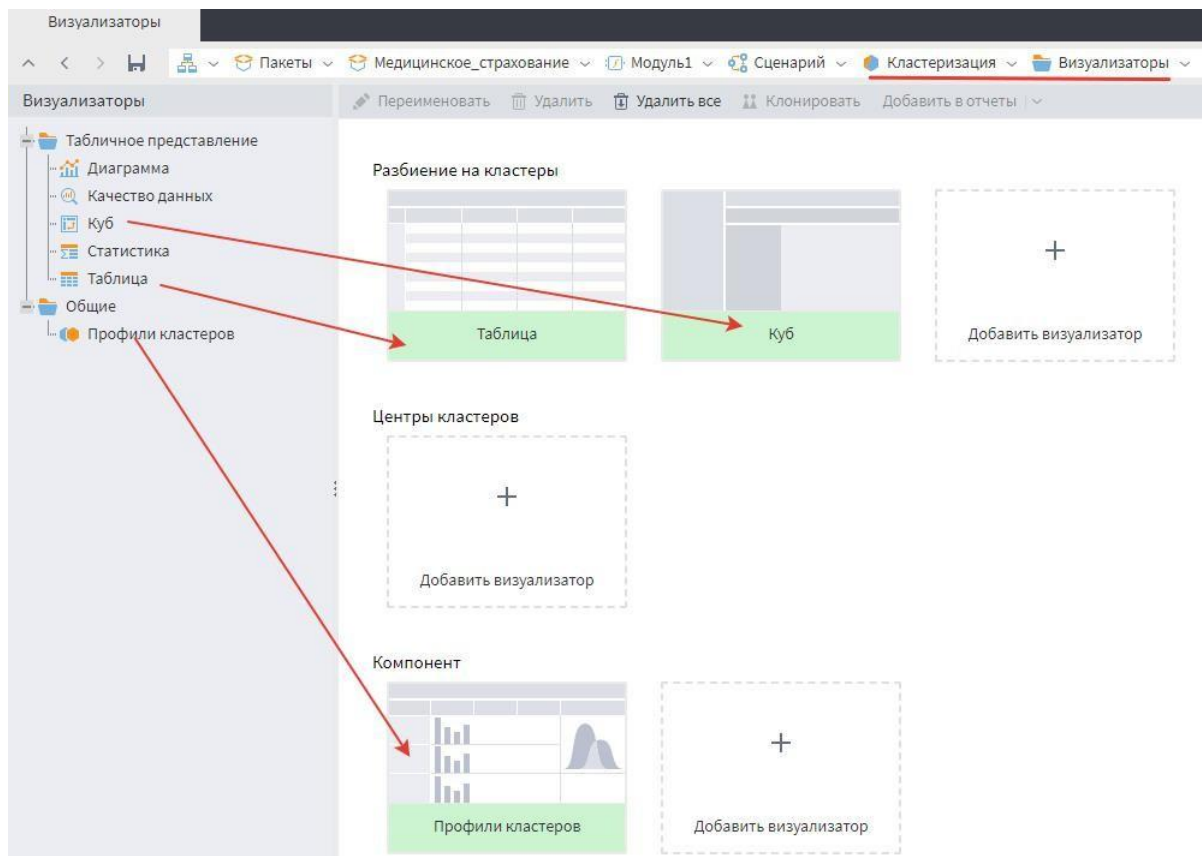 Визуализаторы
Пакеты Медицинское_страхование Модуль1 Сценарий Кластеризация Визуализаторы
Визуализаторы
Переименовать Удалить Удалить все Клонировать Добавить в отчеты
Табличное представление
Диаграмма
Качество данных
Куб
Статистика
Таблица
Общие
Профили кластеров
Разбиение на кластеры
Таблица Куб Добавить визуализатор
Центры кластеров
Добавить визуализатор
Компонент
Профили кластеров Добавить визуализатор